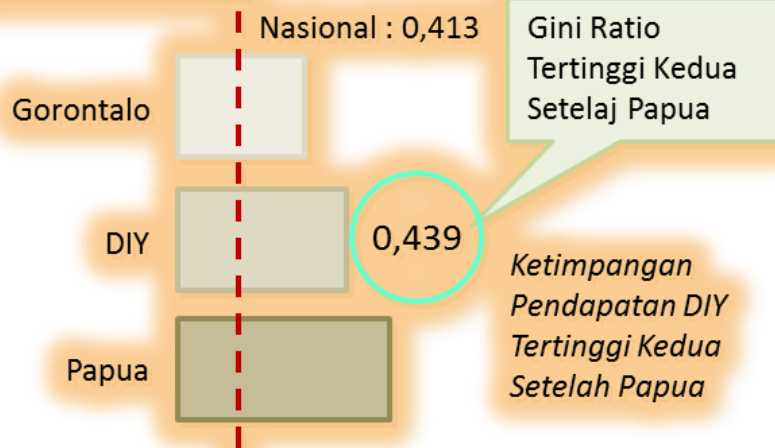 Nasional : 0,413
Gini Ratio
Tertinggi Kedua
Setelaj Papua
Gorontalo
DIY
0,439
Ketimpangan
Pendapatan DIY
Tertinggi Kedua
Setelah Papua
Papua